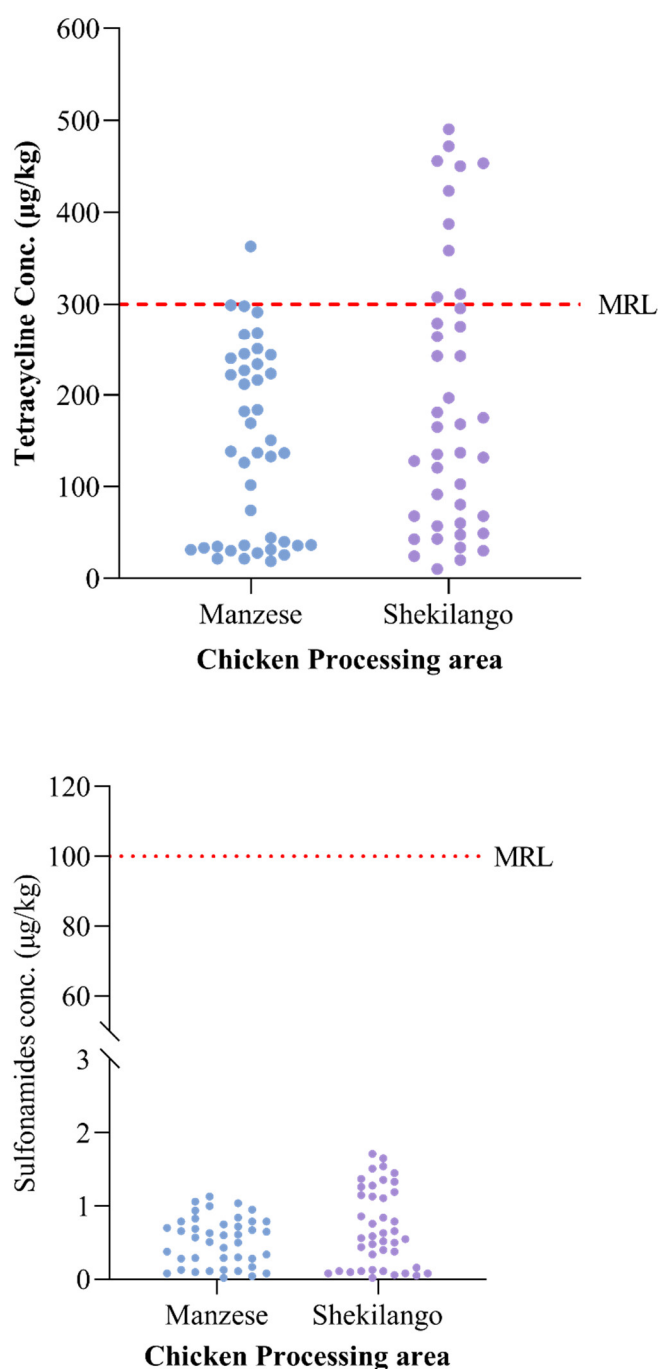 600
500
400
300
200
100
0
Tetracycline Conc. (µg/kg)
MRL
Manzese Shekilango
Chicken Processing area
120
100
80
60
3
2
1
0
Sulfonamides conc. (µg/kg)
MRL
Manzese Shekilango
Chicken Processing area